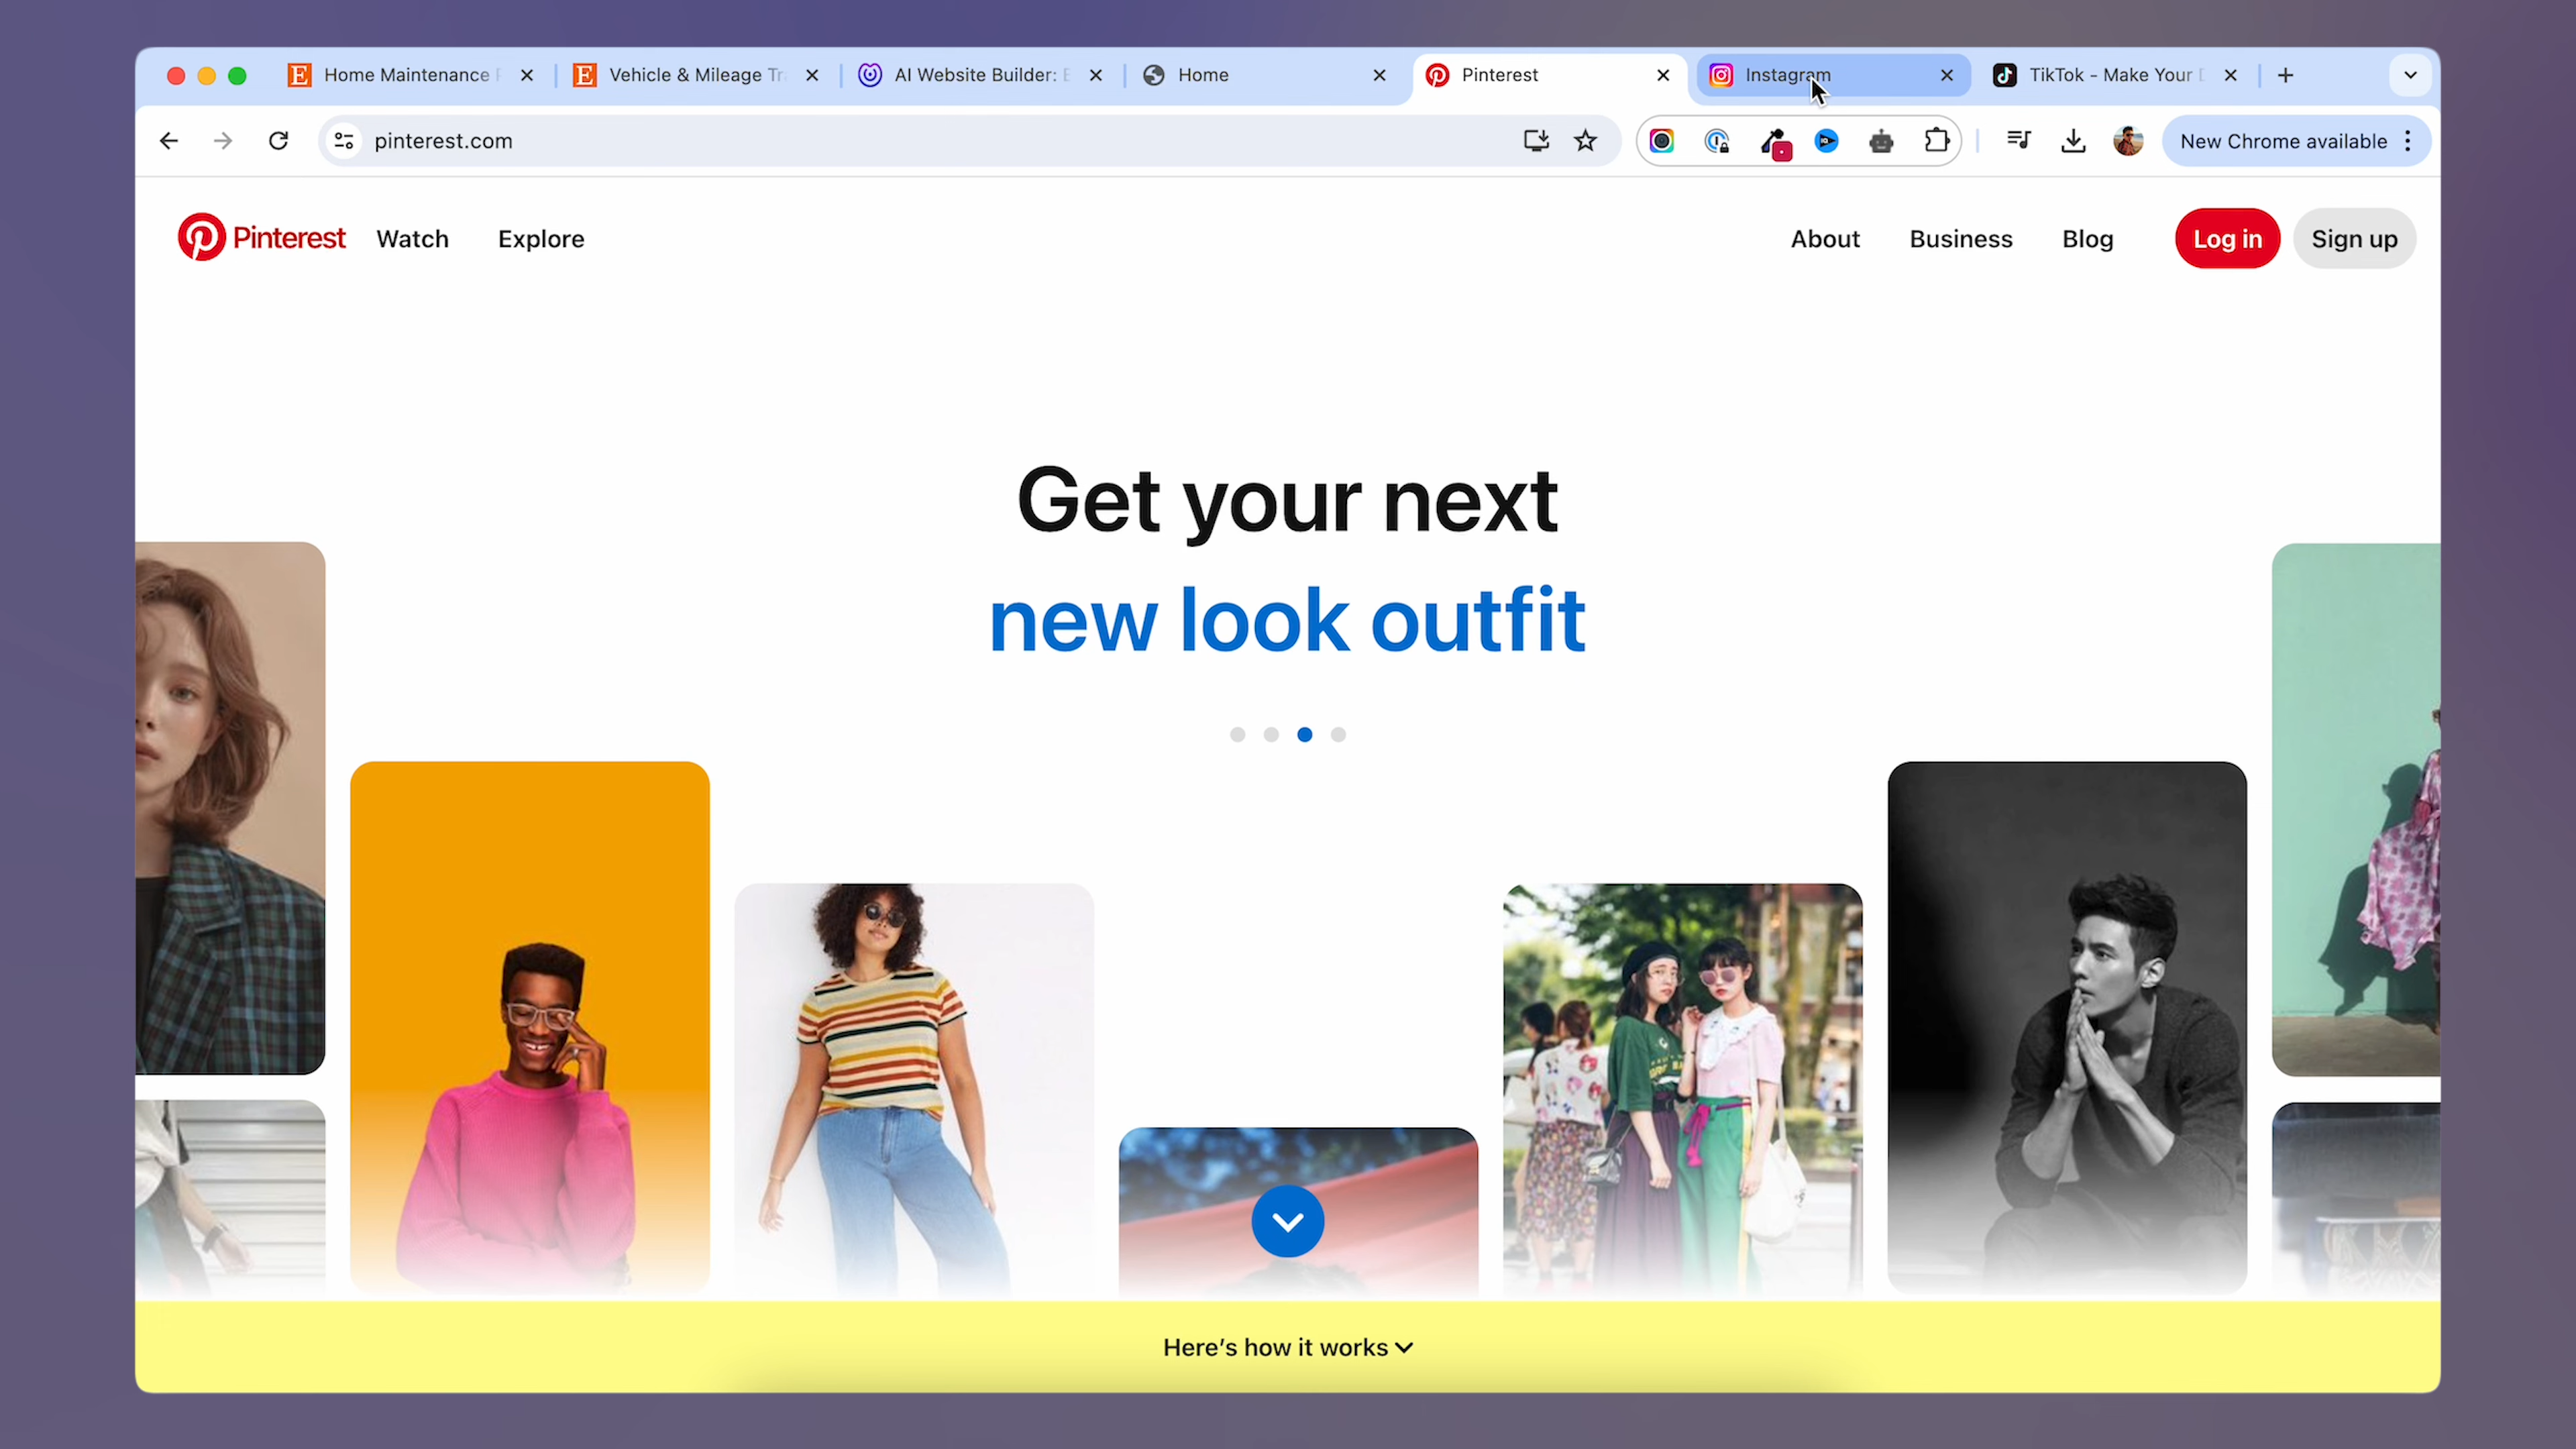 Home Maintenance
Vehicle & Mileage Tr
AI Website Builder:
Home
Pinterest
Instagram
TikTok - Make Your
pinterest.com
New Chrome available
Pinterest
Watch
Explore
About
Business
Blog
Log in
Sign up
Get your next
new look outfit
Here's how it works